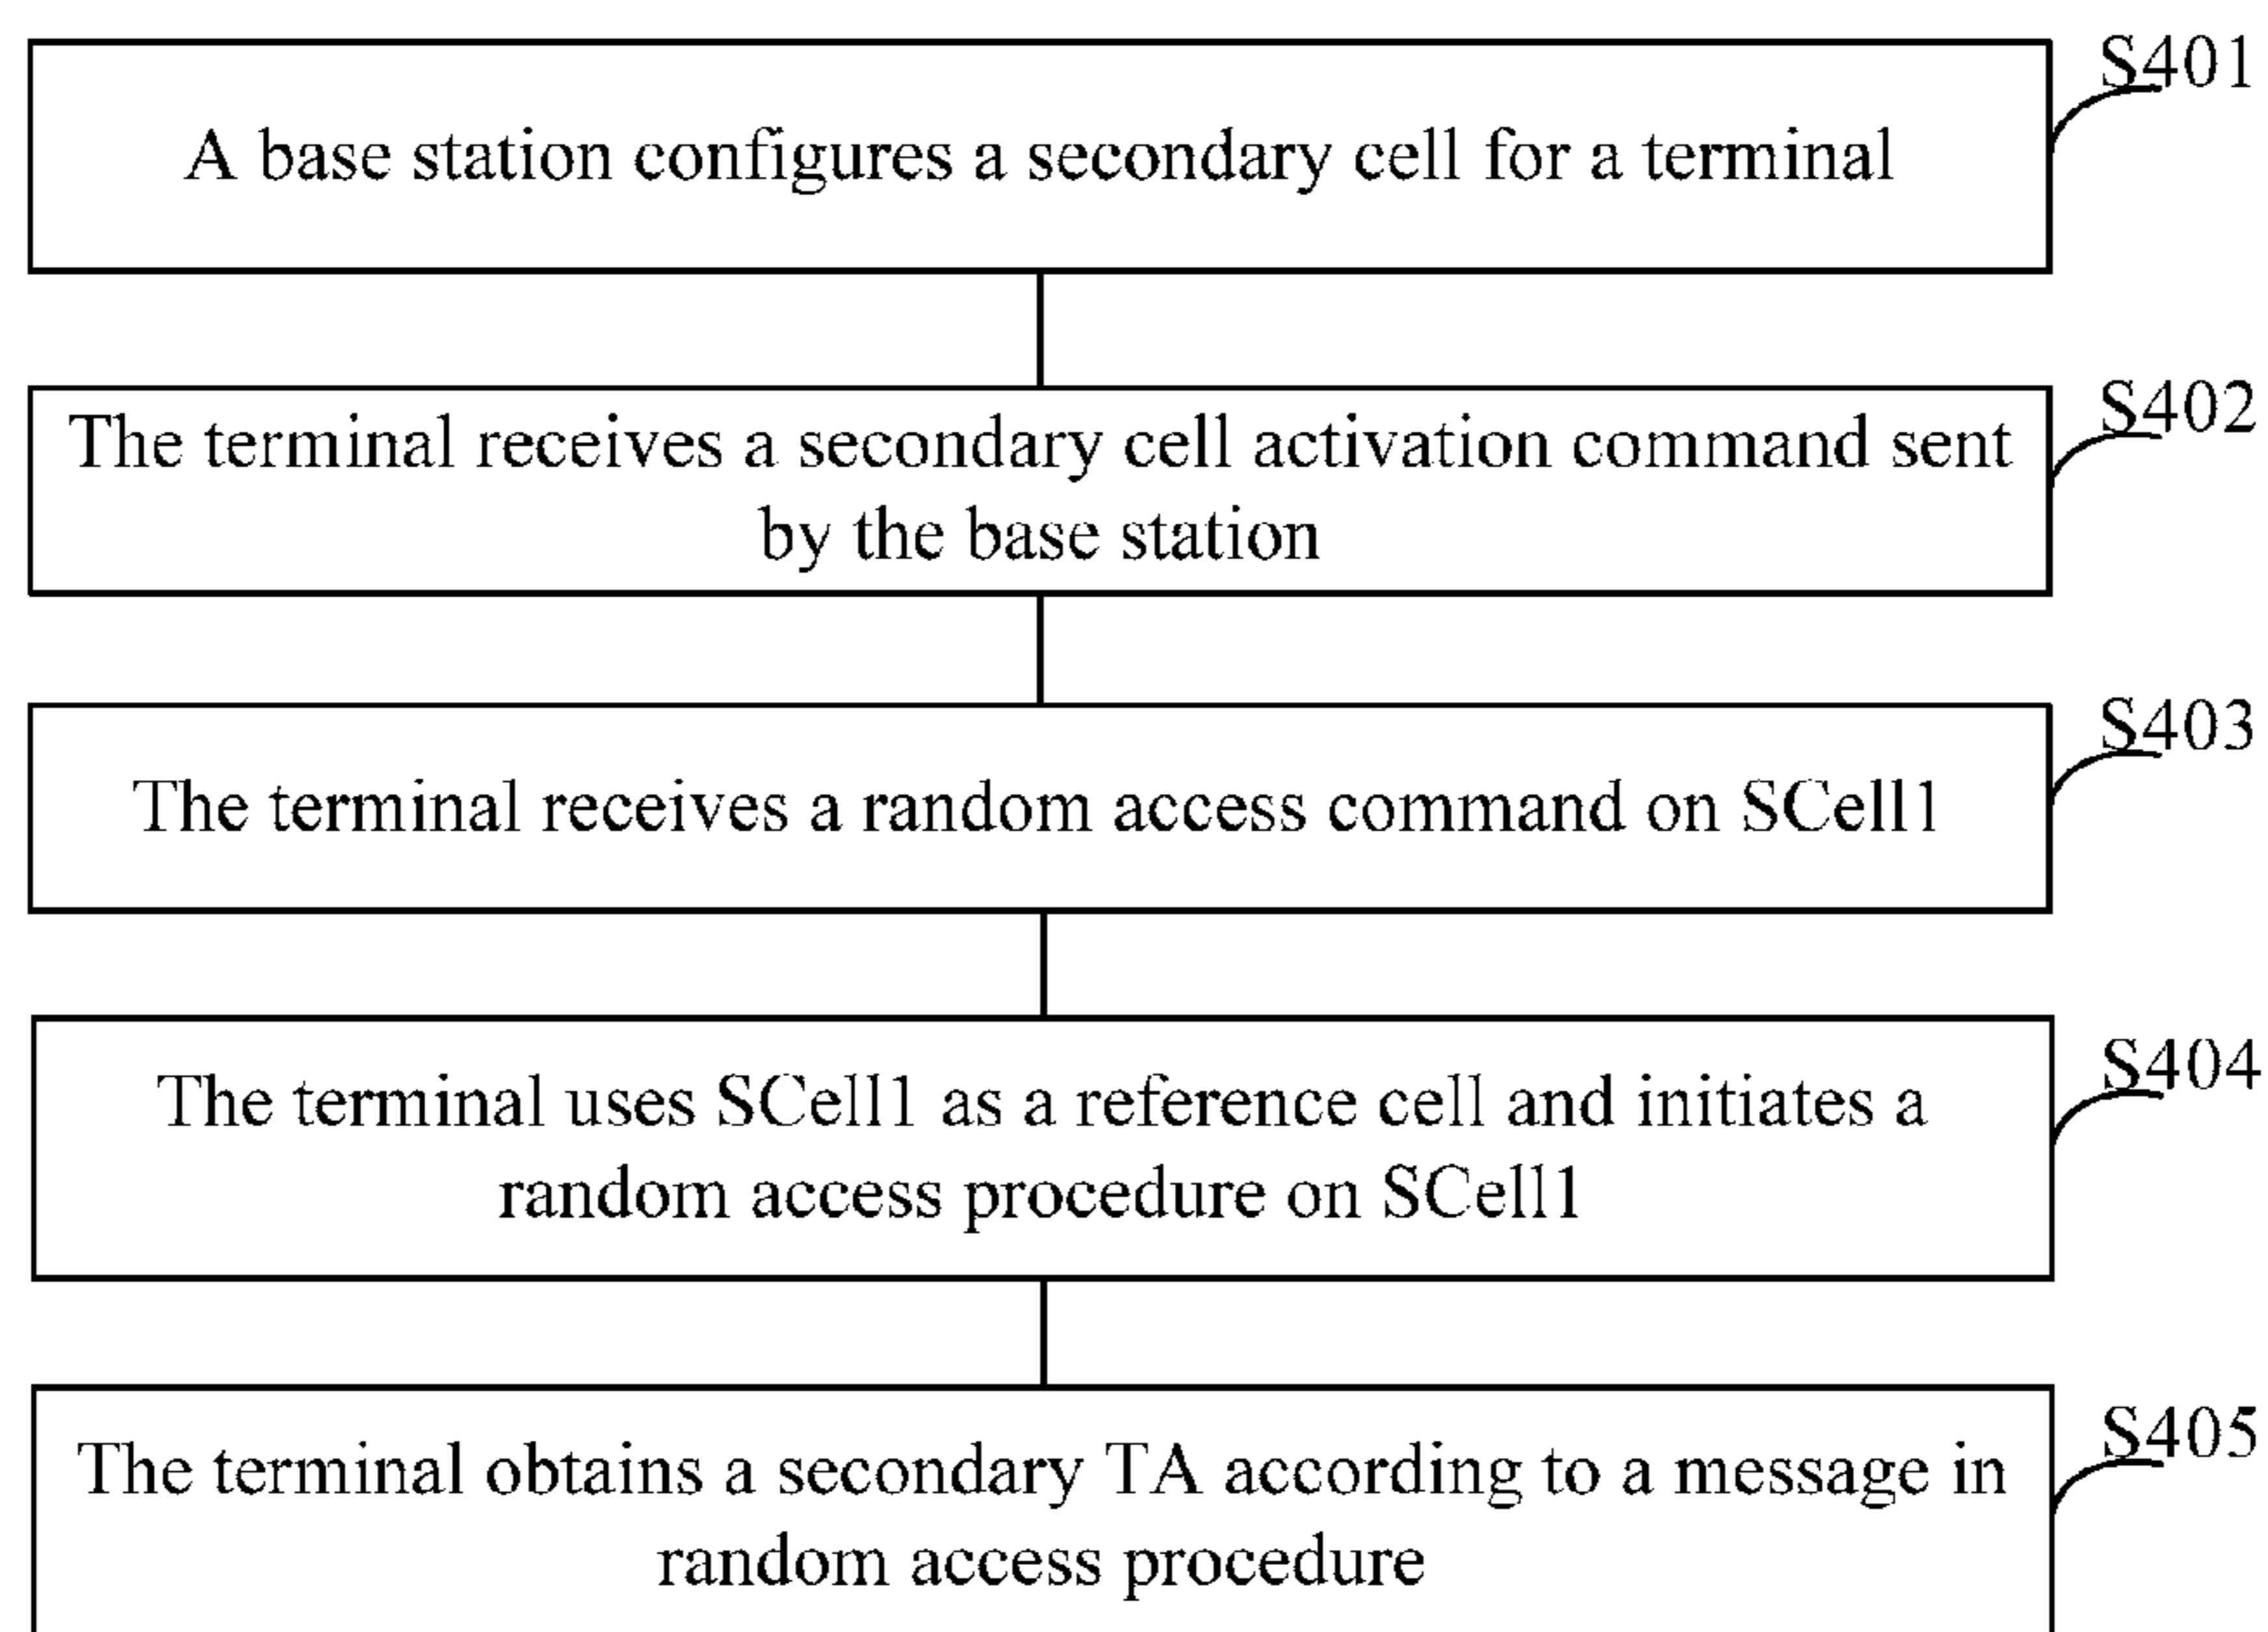 S401
A base station configures a secondary cell for a terminal
S402
The terminal receives a secondary cell activation command sent
by the base station
S403
The terminal receives a random access command on SCell1
S404
The terminal uses SCell1 as a reference cell and initiates a
random access procedure on SCell1
S405
The terminal obtains a secondary TA according to a message in
random access procedure